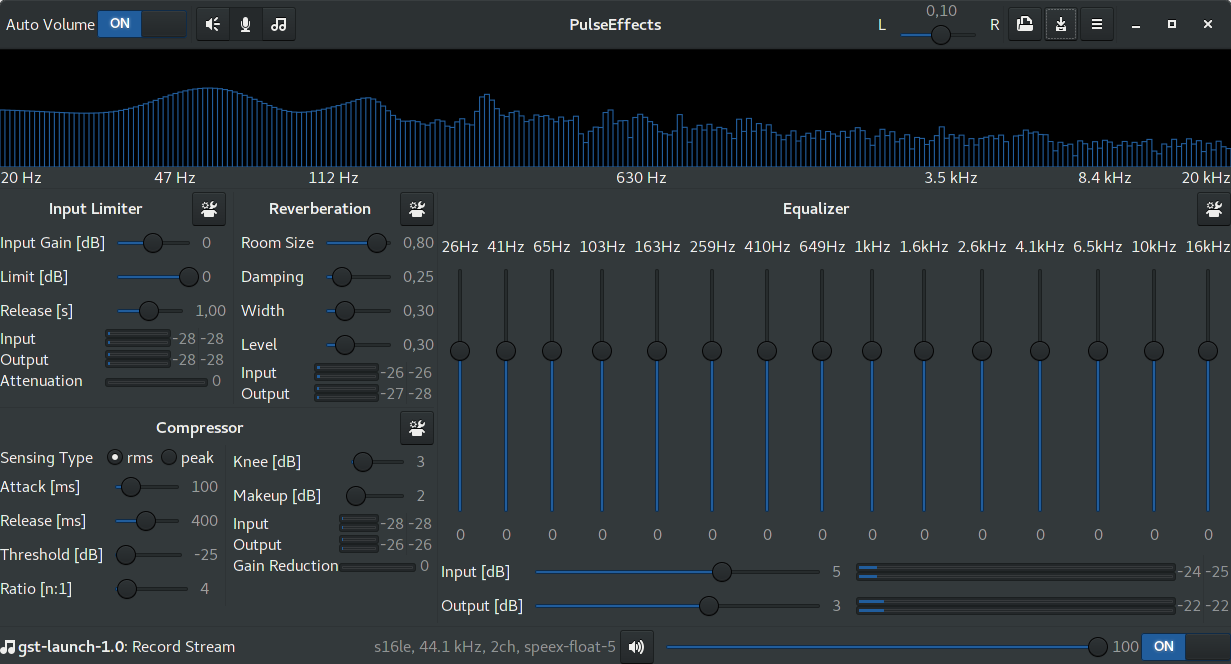 Auto Volume ON PulseEffects L 0,10 R
20 Hz 47 Hz 112 Hz 630 Hz 3.5 kHz 8.4 kHz 20 kHz
Input Limiter
Input Gain [dB] 0
Limit [dB] 0
Release [s] 1,00
Input -28 -28
Output -28 -28
Attenuation 0
Reverberation
Room Size 0,80
Damping 0,25
Width 0,30
Level 0,30
Input -26 -26
Output -27 -28
Compressor
Sensing Type rms peak
Attack [ms] 100
Release [ms] 400
Threshold [dB] -25
Ratio [n:1] 4
Knee [dB] 3
Makeup [dB] 2
Input -28 -28
Output -26 -26
Gain Reduction 0
Equalizer
26Hz 41Hz 65Hz 103Hz 163Hz 259Hz 410Hz 649Hz 1kHz 1.6kHz 2.6kHz 4.1kHz 6.5kHz 10kHz 16kHz
0 0 0 0 0 0 0 0 0 0 0 0 0 0 0
Input [dB] 5 -24 -25
Output [dB] 3 -22 -22
gst-launch-1.0: Record Stream s16le, 44.1 kHz, 2ch, speex-float-5 100 ON